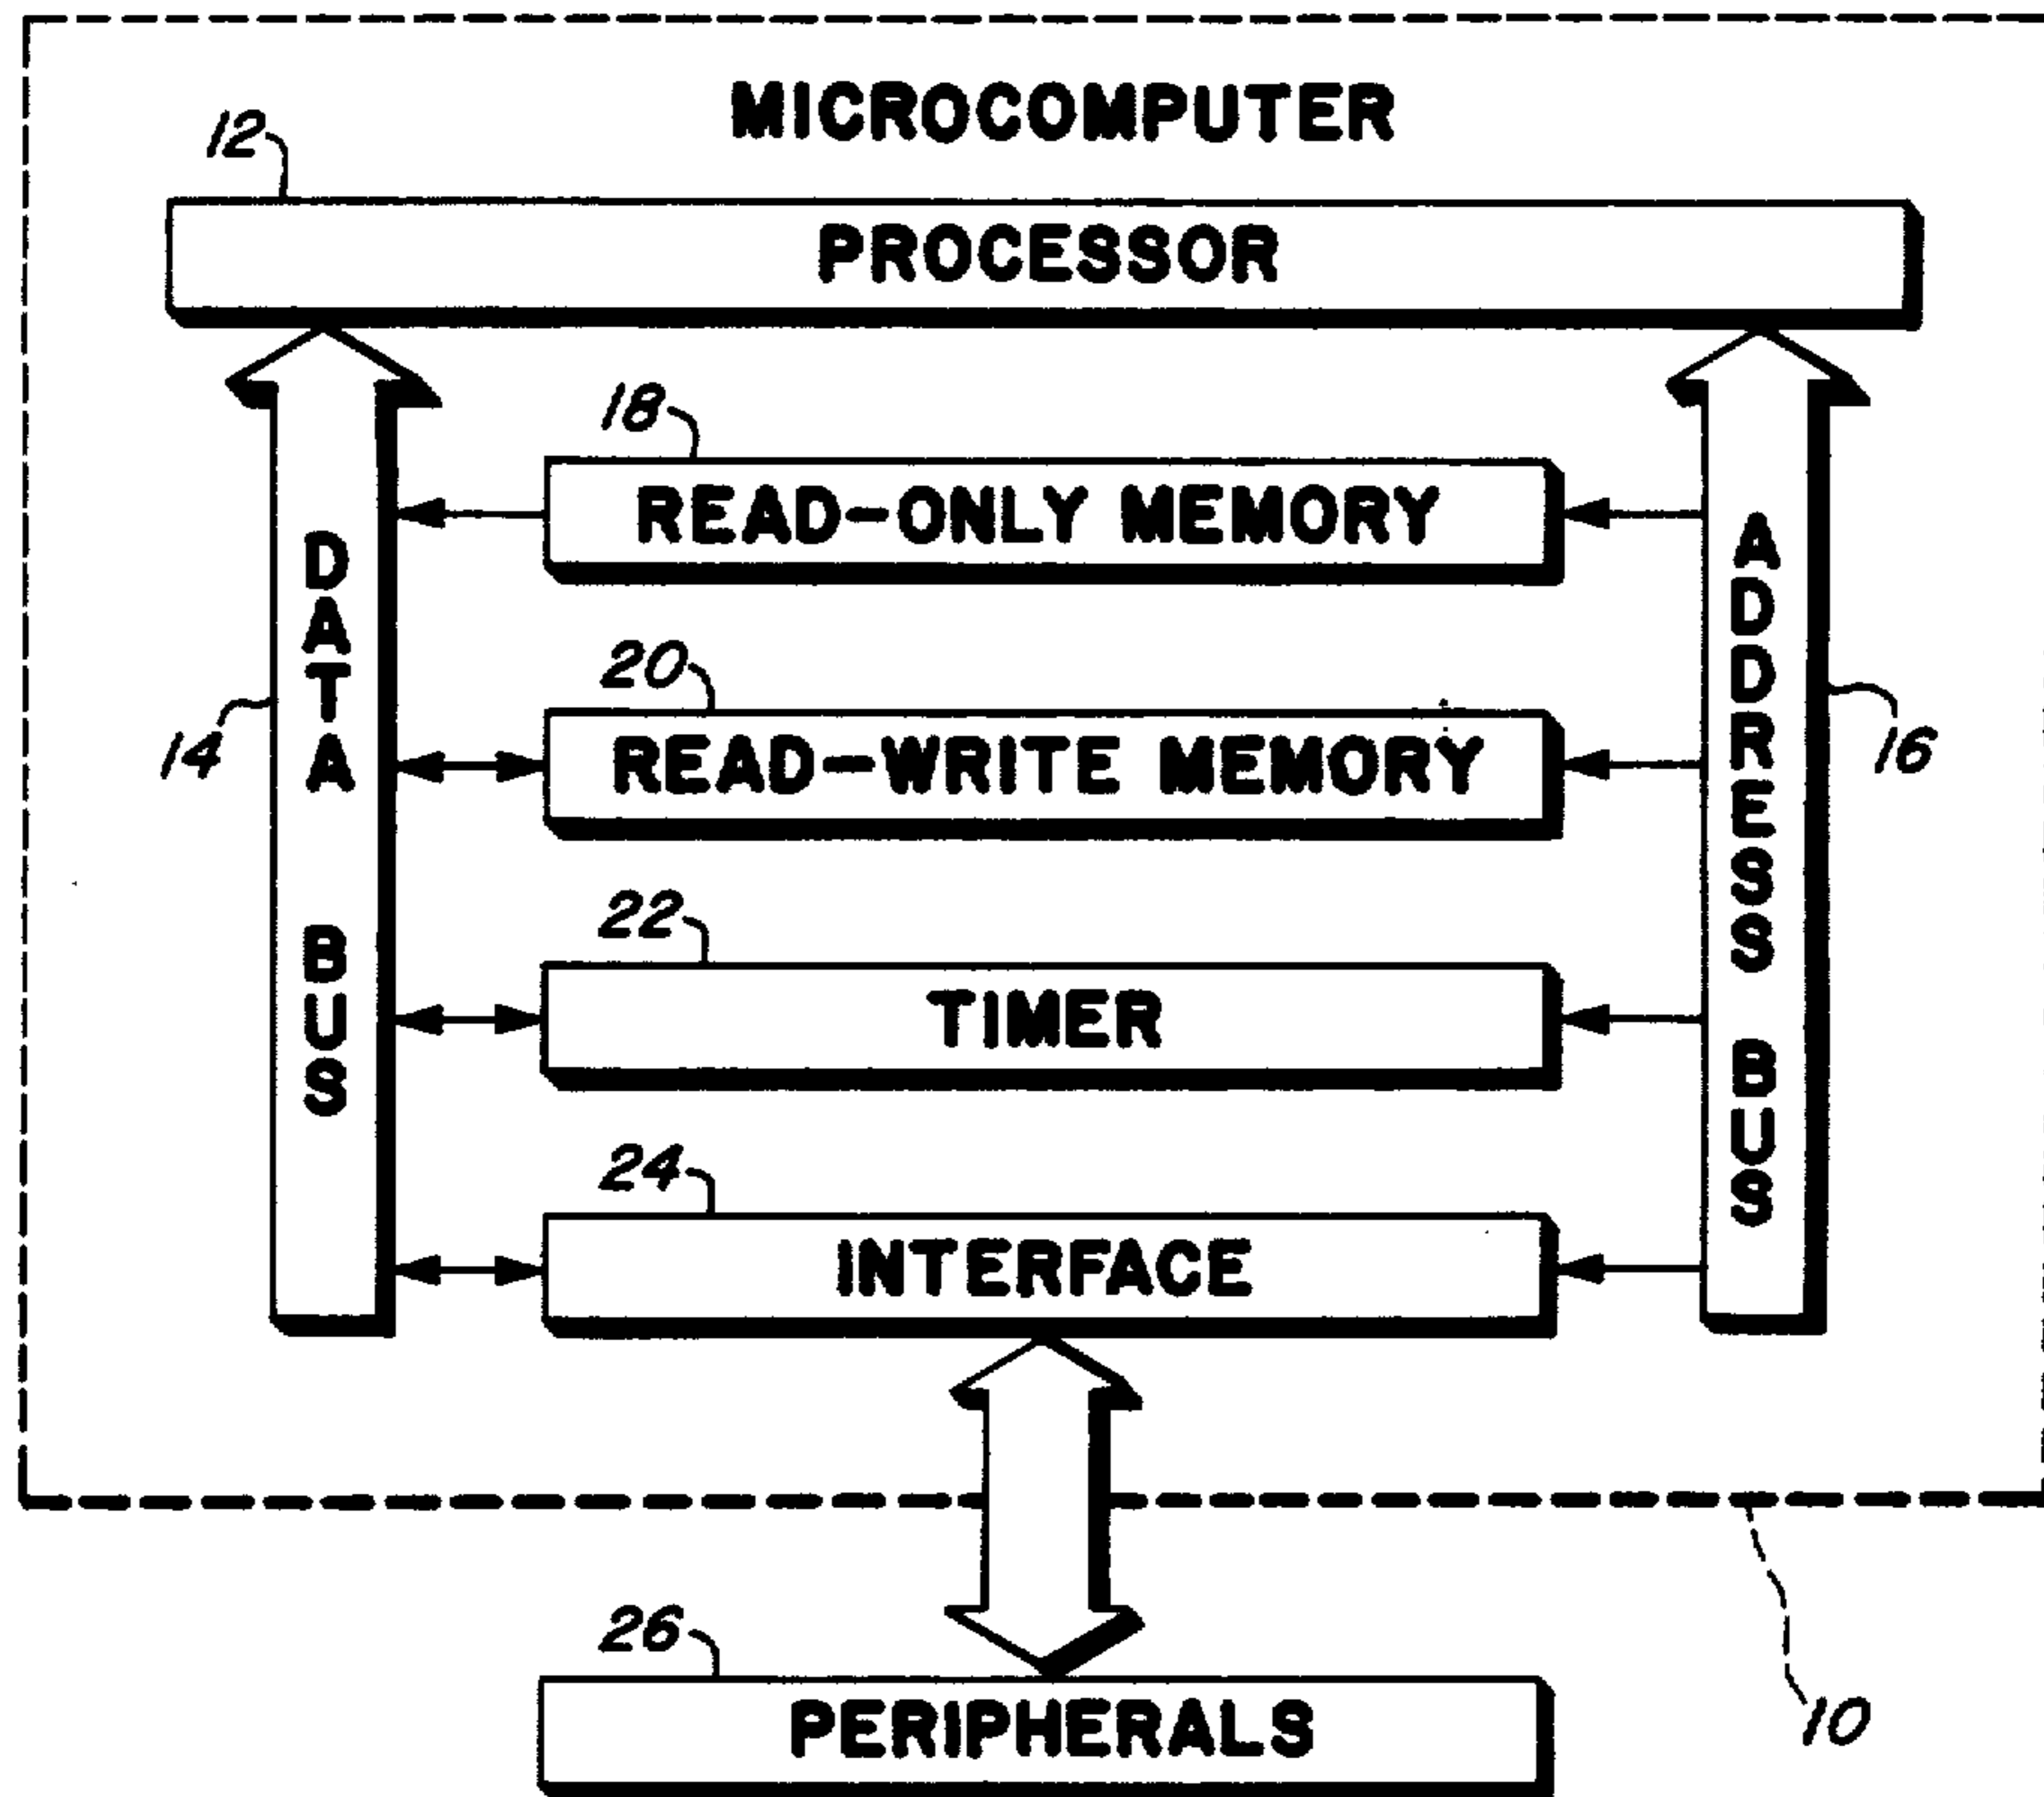 MICROCOMPUTER
12
PROCESSOR
18
READ-ONLY MEMORY
DATA BUS
14
ADDRESS BUS
16
20
READ-WRITE MEMORY
22
TIMER
24
INTERFACE
26
PERIPHERALS
10